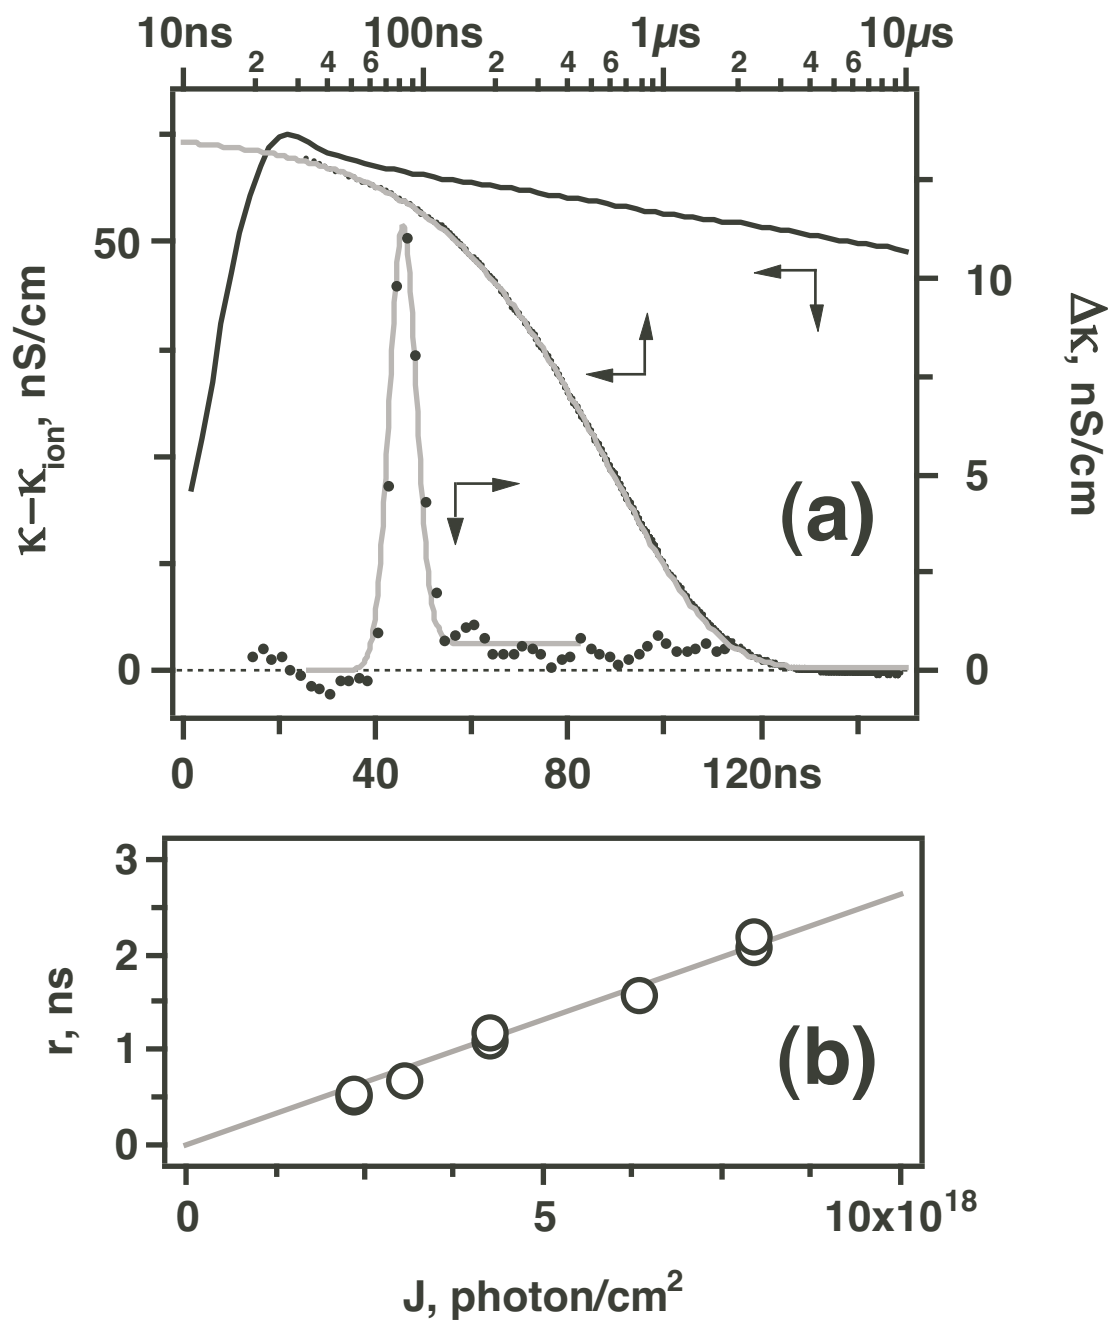 10ns 100ns 1µs 10µs
2 4 6 2 4 6 2 4 6
50
0
κ−κion, nS/cm
10
5
0
Δκ, nS/cm
(a)
0 40 80 120ns
3
2
1
0
r, ns
(b)
0 5 10x10^18
J, photon/cm²